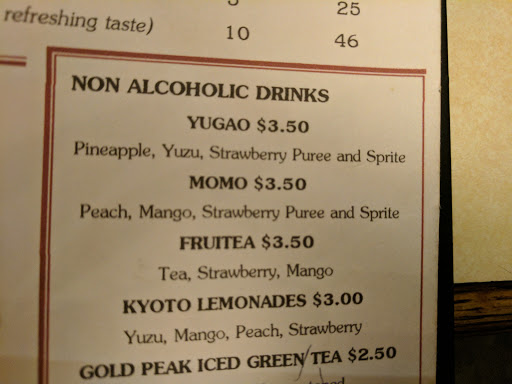 refreshing taste)
25
10 46
NON ALCOHOLIC DRINKS
YUGAO $3.50
Pineapple, Yuzu, Strawberry Puree and Sprite
MOMO $3.50
Peach, Mango, Strawberry Puree and Sprite
FRUITEA $3.50
Tea, Strawberry, Mango
KYOTO LEMONADES $3.00
Yuzu, Mango, Peach, Strawberry
GOLD PEAK ICED GREEN/TEA $2.50